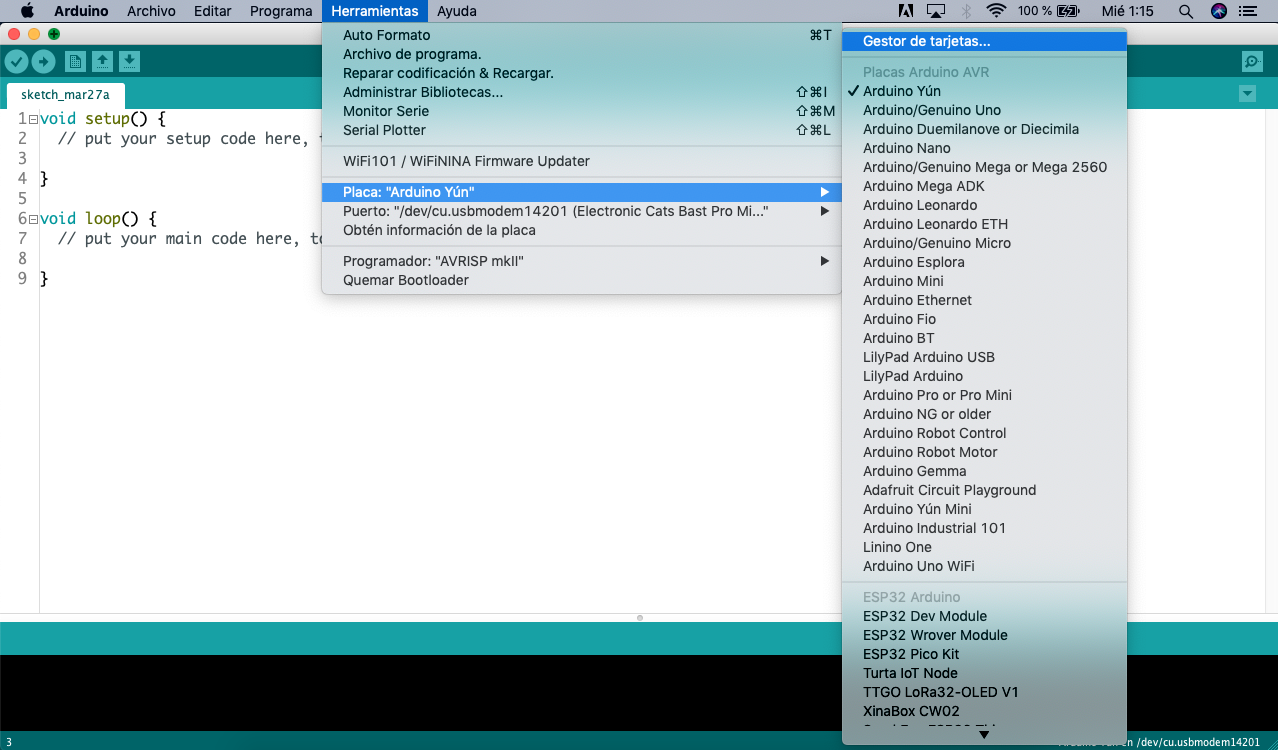 Arduino Archivo Editar Programa Herramientas Ayuda 100 % Mié 1:15
sketch_mar27a
1 void setup() {
2 // put your setup code here,
3
4 }
5
6 void loop() {
7 // put your main code here,
8
9 }
Auto Formato ⌘T
Archivo de programa.
Reparar codificación & Recargar.
Administrar Bibliotecas... ⇧⌘I
Monitor Serie ⇧⌘M
Serial Plotter ⇧⌘L
WiFi101 / WiFiNINA Firmware Updater
Placa: "Arduino Yún"
Puerto: "/dev/cu.usbmodem14201 (Electronic Cats Bast Pro Mi..."
Obtén información de la placa
Programador: "AVRISP mkII"
Quemar Bootloader
Gestor de tarjetas...
Placas Arduino AVR
✓ Arduino Yún
Arduino/Genuino Uno
Arduino Duemilanove or Diecimila
Arduino Nano
Arduino/Genuino Mega or Mega 2560
Arduino Mega ADK
Arduino Leonardo
Arduino Leonardo ETH
Arduino/Genuino Micro
Arduino Esplora
Arduino Mini
Arduino Ethernet
Arduino Fio
Arduino BT
LilyPad Arduino USB
LilyPad Arduino
Arduino Pro or Pro Mini
Arduino NG or older
Arduino Robot Control
Arduino Robot Motor
Arduino Gemma
Adafruit Circuit Playground
Arduino Yún Mini
Arduino Industrial 101
Linino One
Arduino Uno WiFi
ESP32 Arduino
ESP32 Dev Module
ESP32 Wrover Module
ESP32 Pico Kit
Turta IoT Node
TTGO LoRa32-OLED V1
XinaBox CW02
3 en /dev/cu.usbmodem14201